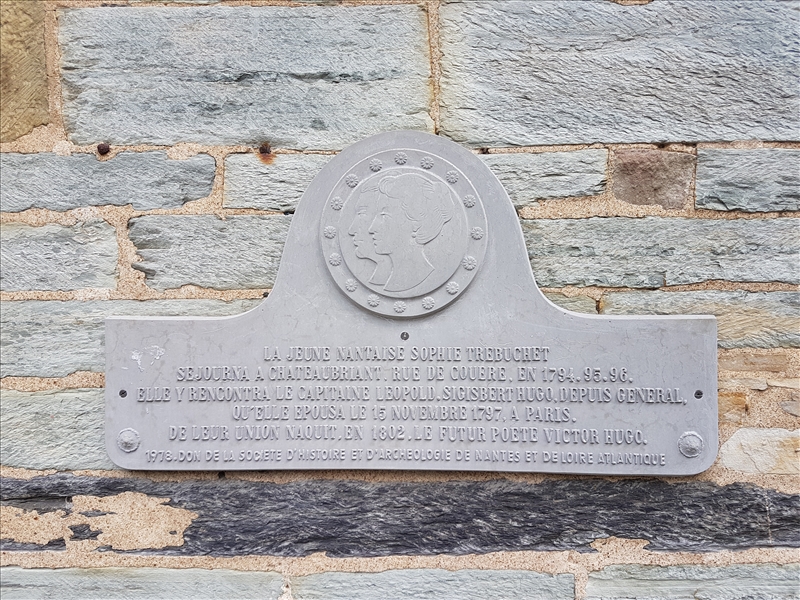 LA JEUNE NANTAISE SOPHIE TREBUCHET
SEJOURNA A CHATEAUBRIANT, RUE DE COUERE, EN 1794, 95, 96.
ELLE Y RENCONTRA LE CAPITAINE LEOPOLD, SIGISBERT HUGO, DEPUIS GENERAL,
QU'ELLE EPOUSA LE 15 NOVEMBRE 1797, A PARIS.
DE LEUR UNION NAQUIT, EN 1802, LE FUTUR POETE VICTOR HUGO.
1978. DON DE LA SOCIETE D'HISTOIRE ET D'ARCHEOLOGIE DE NANTES ET DE LOIRE ATLANTIQUE